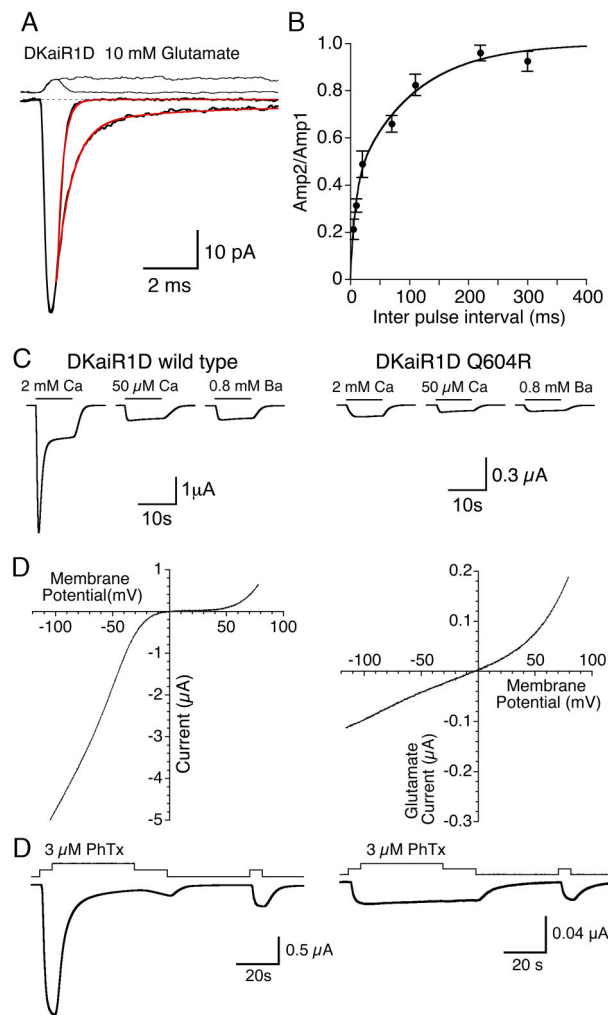 A
DKaiR1D 10 mM Glutamate
10 pA
2 ms
B
Amp2/Amp1
1.0
0.8
0.6
0.4
0.2
0
0 100 200 300 400
Inter pulse interval (ms)
C
DKaiR1D wild type
2 mM Ca 50 µM Ca 0.8 mM Ba
1µA
10s
DKaiR1D Q604R
2 mM Ca 50 µM Ca 0.8 mM Ba
0.3 µA
10s
D
Membrane
Potential(mV)
-100 -50 0 50 100
1
-1
-2
-3
-4
-5
Current (µA)
0.2
0.1
-100 -50 0 50 100
Membrane
Potential (mV)
-0.1
-0.2
-0.3
Glutamate
Current (µA)
D
3 µM PhTx
0.5 µA
20s
3 µM PhTx
0.04 µA
20 s